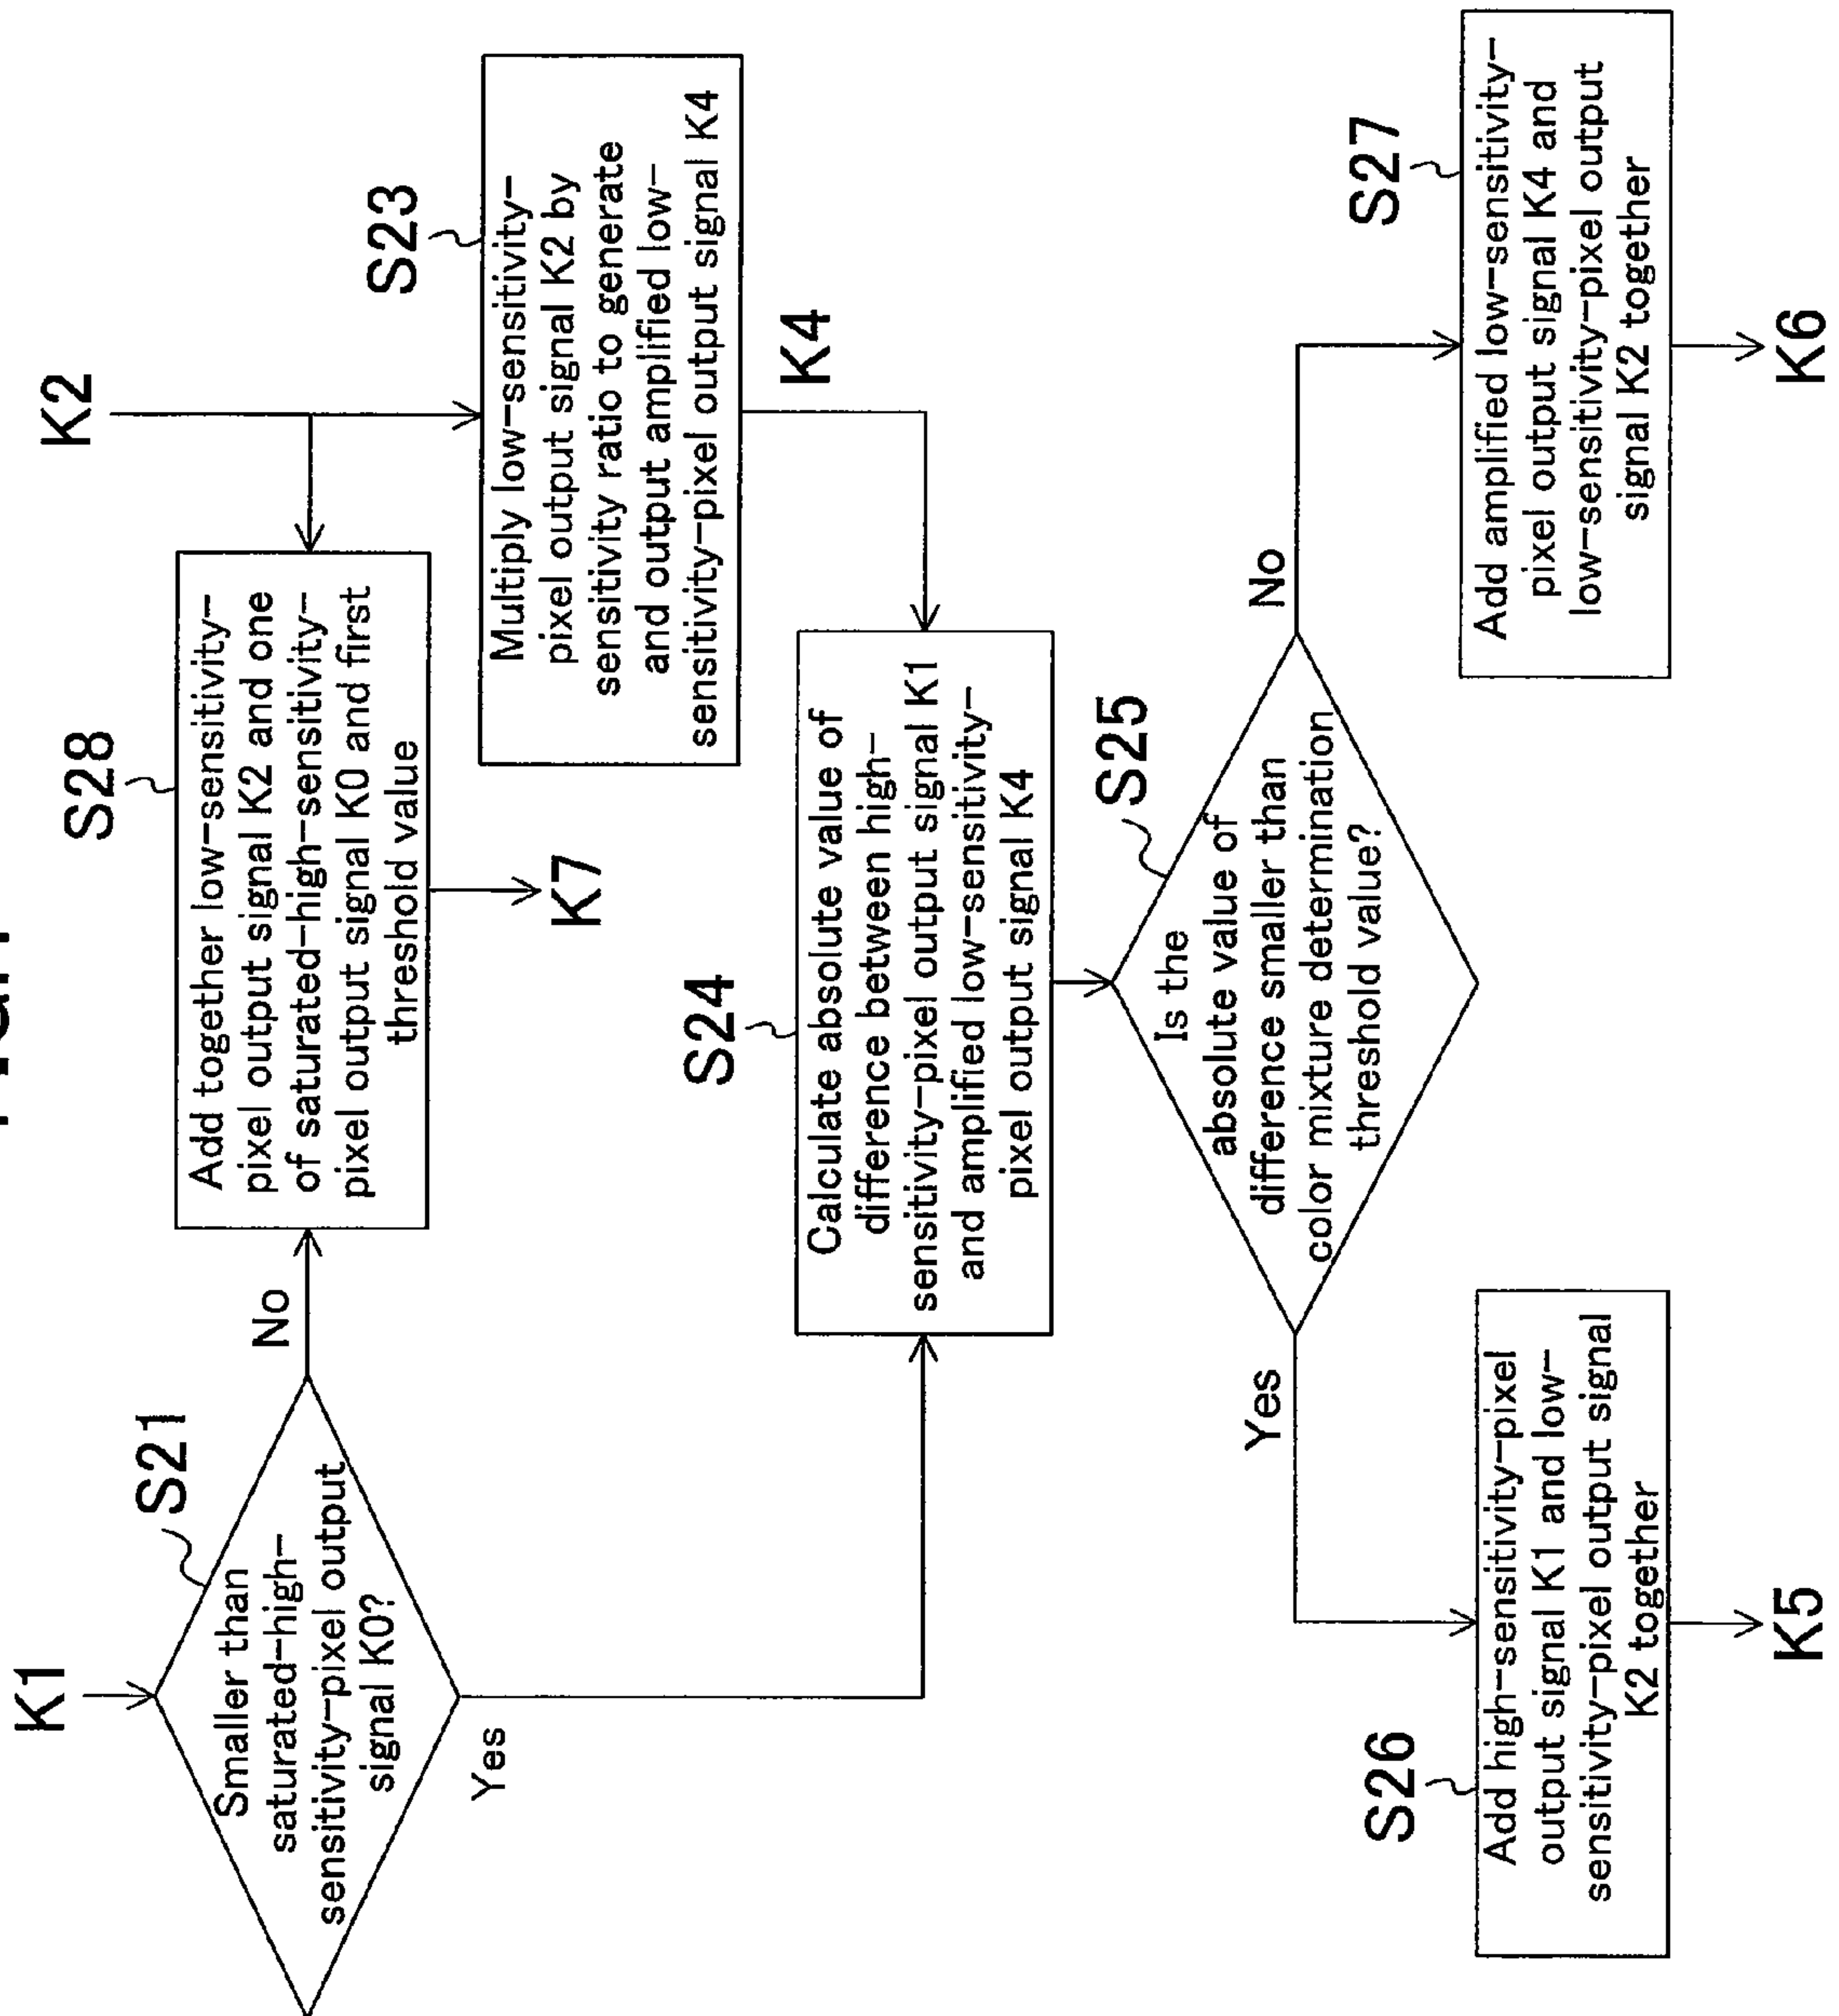 K1
K2
S21
Smaller than
saturated-high-
sensitivity-pixel output
signal K0?
No
Yes
S28
Add together low-sensitivity-
pixel output signal K2 and one
of saturated-high-sensitivity-
pixel output signal K0 and first
threshold value
K7
S23
Multiply low-sensitivity-
pixel output signal K2 by
sensitivity ratio to generate
and output amplified low-
sensitivity-pixel output signal K4
K4
S24
Calculate absolute value of
difference between high-
sensitivity-pixel output signal K1
and amplified low-sensitivity-
pixel output signal K4
S25
Is the
absolute value of
difference smaller than
color mixture determination
threshold value?
Yes
No
S26
Add high-sensitivity-pixel
output signal K1 and low-
sensitivity-pixel output signal
K2 together
K5
S27
Add amplified low-sensitivity-
pixel output signal K4 and
low-sensitivity-pixel output
signal K2 together
K6